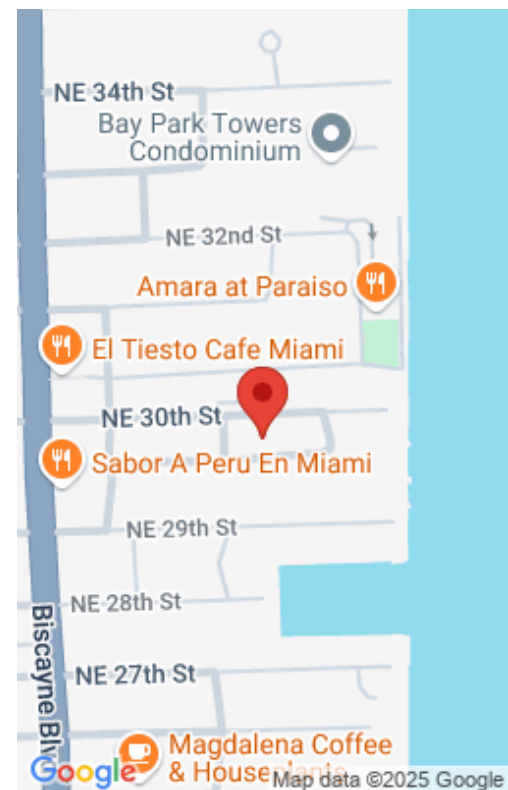 NE 34th St
Bay Park Towers
Condominium
NE 32nd St
Amara at Paraiso
El Tiesto Cafe Miami
NE 30th St
Sabor A Peru En Miami
NE 29th St
NE 28th St
Biscayne Blv
NE 27th St
Magdalena Coffee
& Houseplants
Google
Map data ©2025 Google